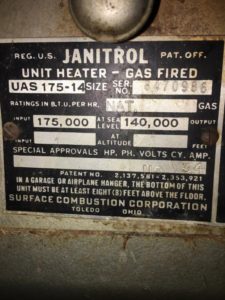 REG. U.S. JANITROL PAT. OFF.
UNIT HEATER - GAS FIRED
UAS 175-14 SIZE SER. NO.
RATINGS IN B.T.U. PER HR. NAT. GAS
INPUT 175,000 AT SEA LEVEL 140,000 OUTPUT
INPUT AT ALTITUDE FEET
SPECIAL APPROVALS HP. PH. VOLTS CY. AMP.
PATENT NO. 2,137,581 - 2,353,921
IN A GARAGE OR AIRPLANE HANGER, THE BOTTOM OF THIS
UNIT MUST BE AT LEAST EIGHT (8) FEET ABOVE THE FLOOR.
SURFACE COMBUSTION CORPORATION
TOLEDO OHIO